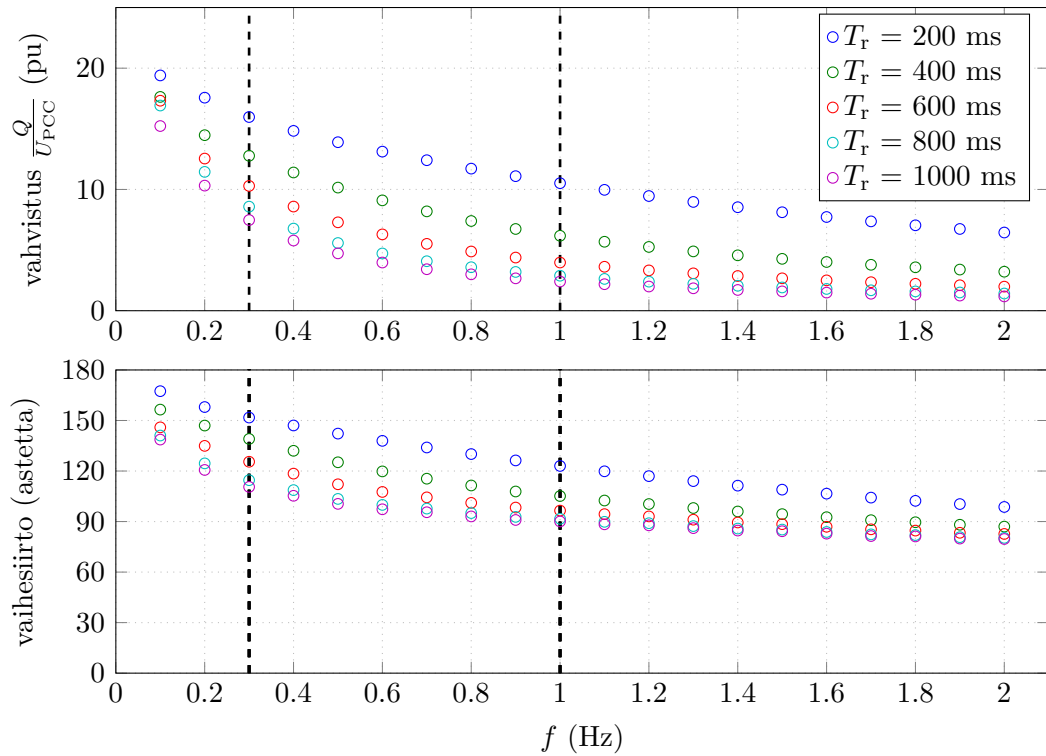 vahvistus Q/U_PCC (pu)
20
10
0
T_r = 200 ms
T_r = 400 ms
T_r = 600 ms
T_r = 800 ms
T_r = 1000 ms
0 0.2 0.4 0.6 0.8 1 1.2 1.4 1.6 1.8 2
vaihesiirto (astetta)
180
150
120
90
60
30
0
0 0.2 0.4 0.6 0.8 1 1.2 1.4 1.6 1.8 2
f (Hz)